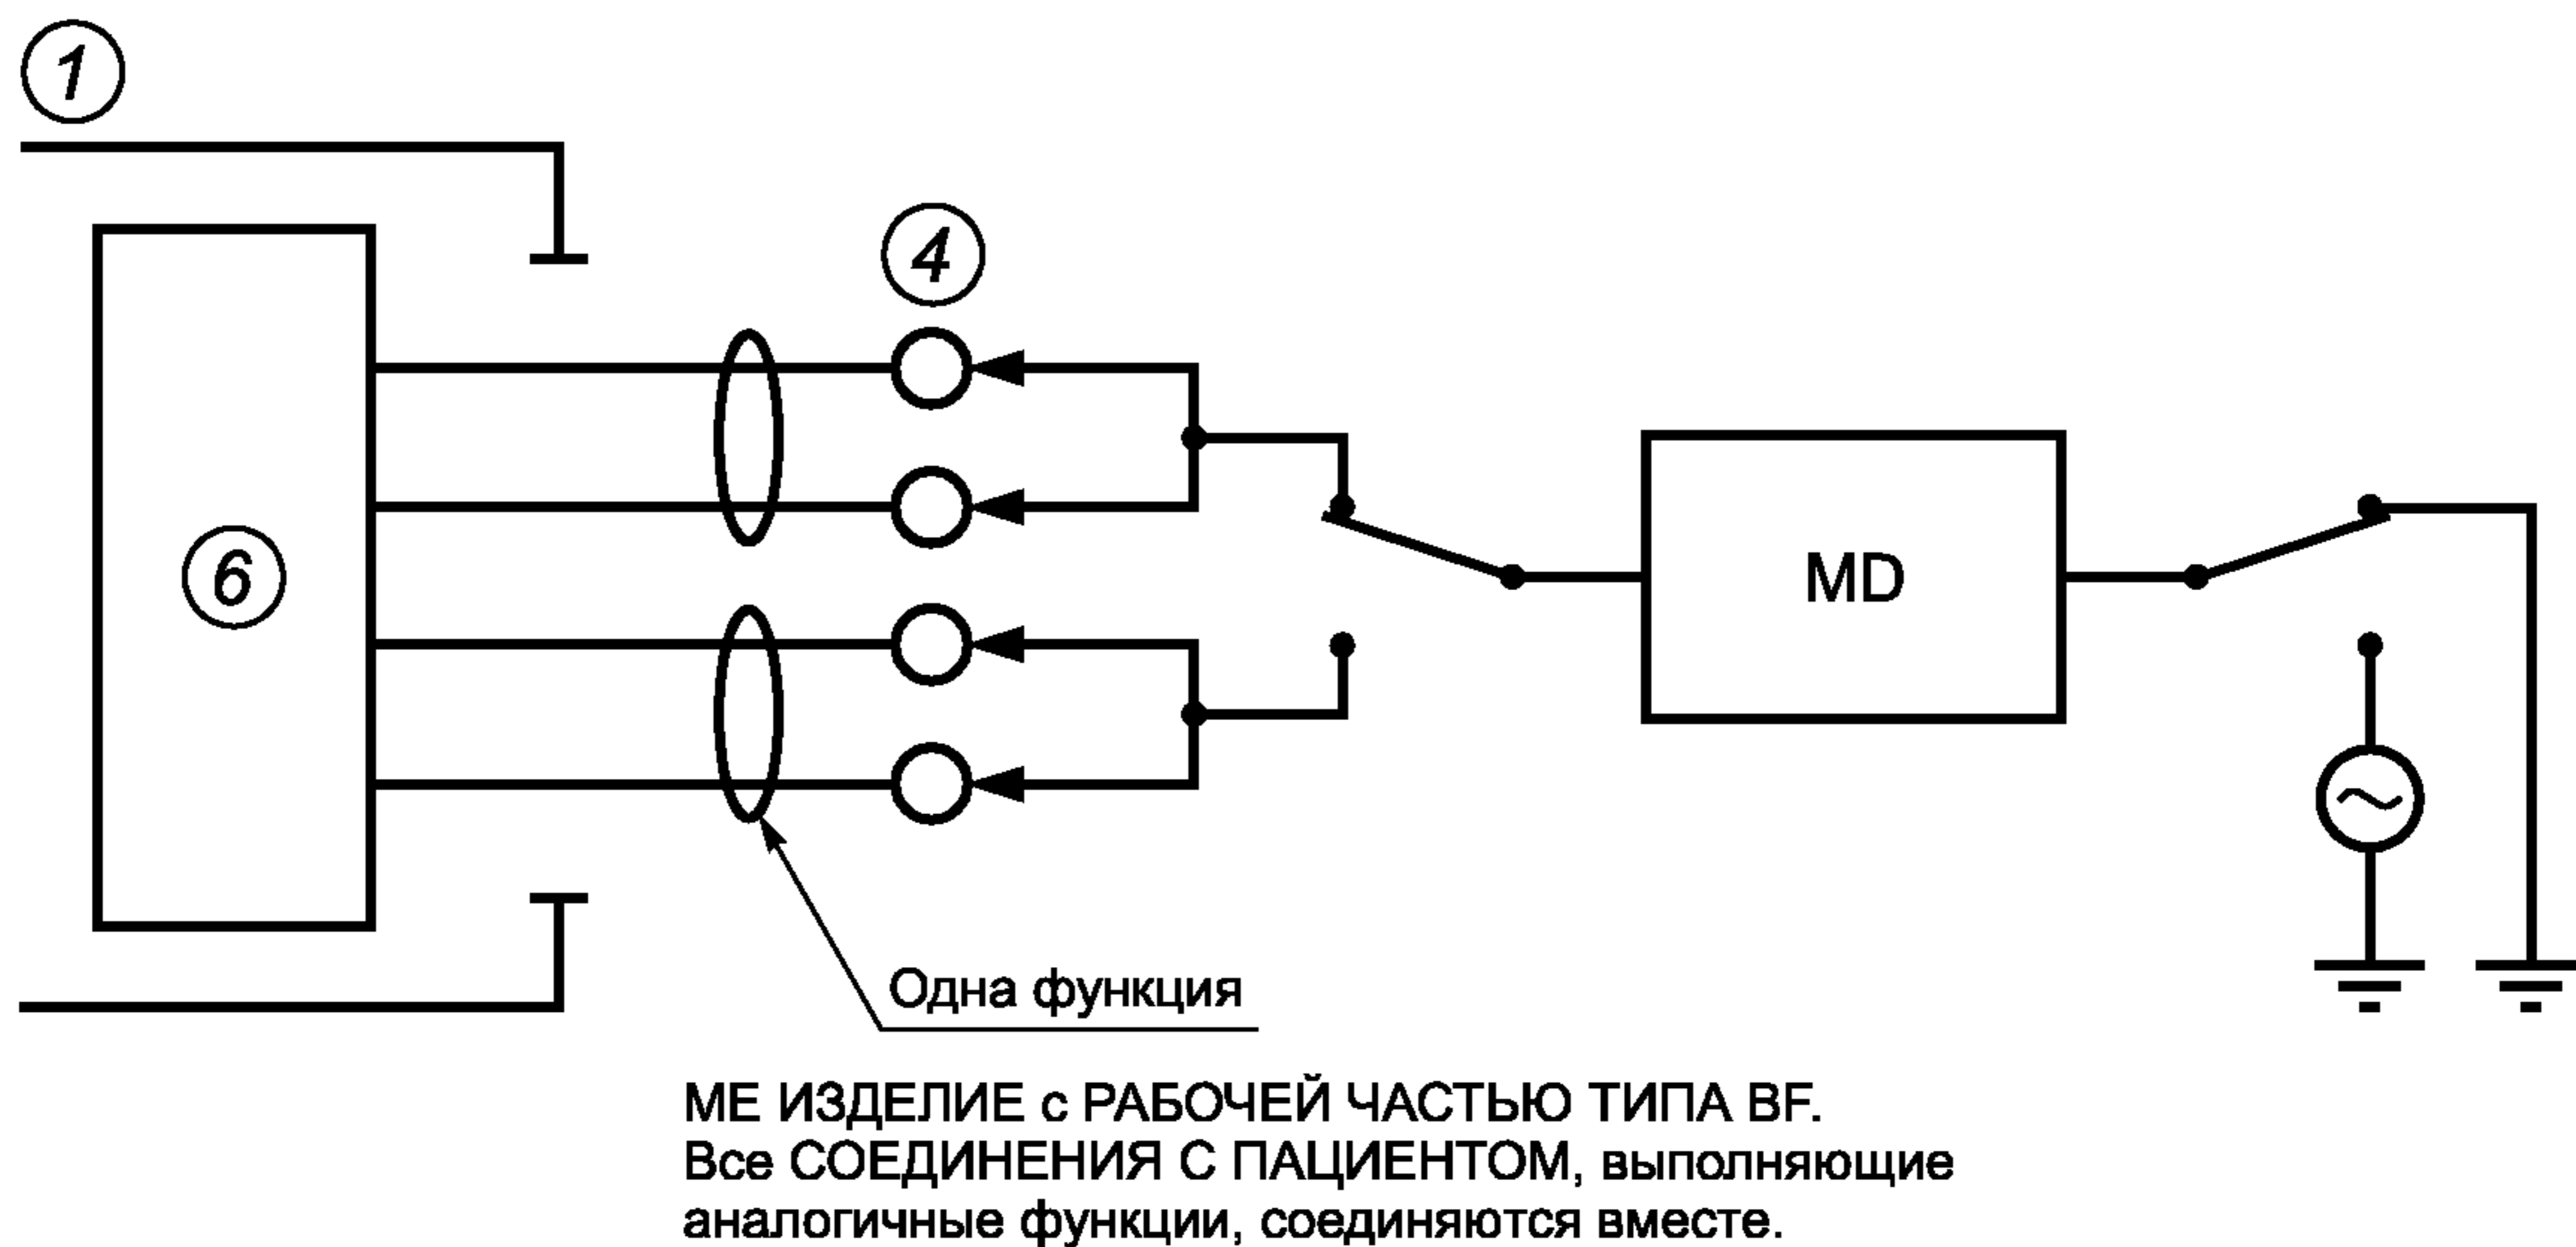 1
4
6
MD
Одна функция
МЕ ИЗДЕЛИЕ с РАБОЧЕЙ ЧАСТЬЮ ТИПА BF.
Все СОЕДИНЕНИЯ С ПАЦИЕНТОМ, выполняющие
аналогичные функции, соединяются вместе.